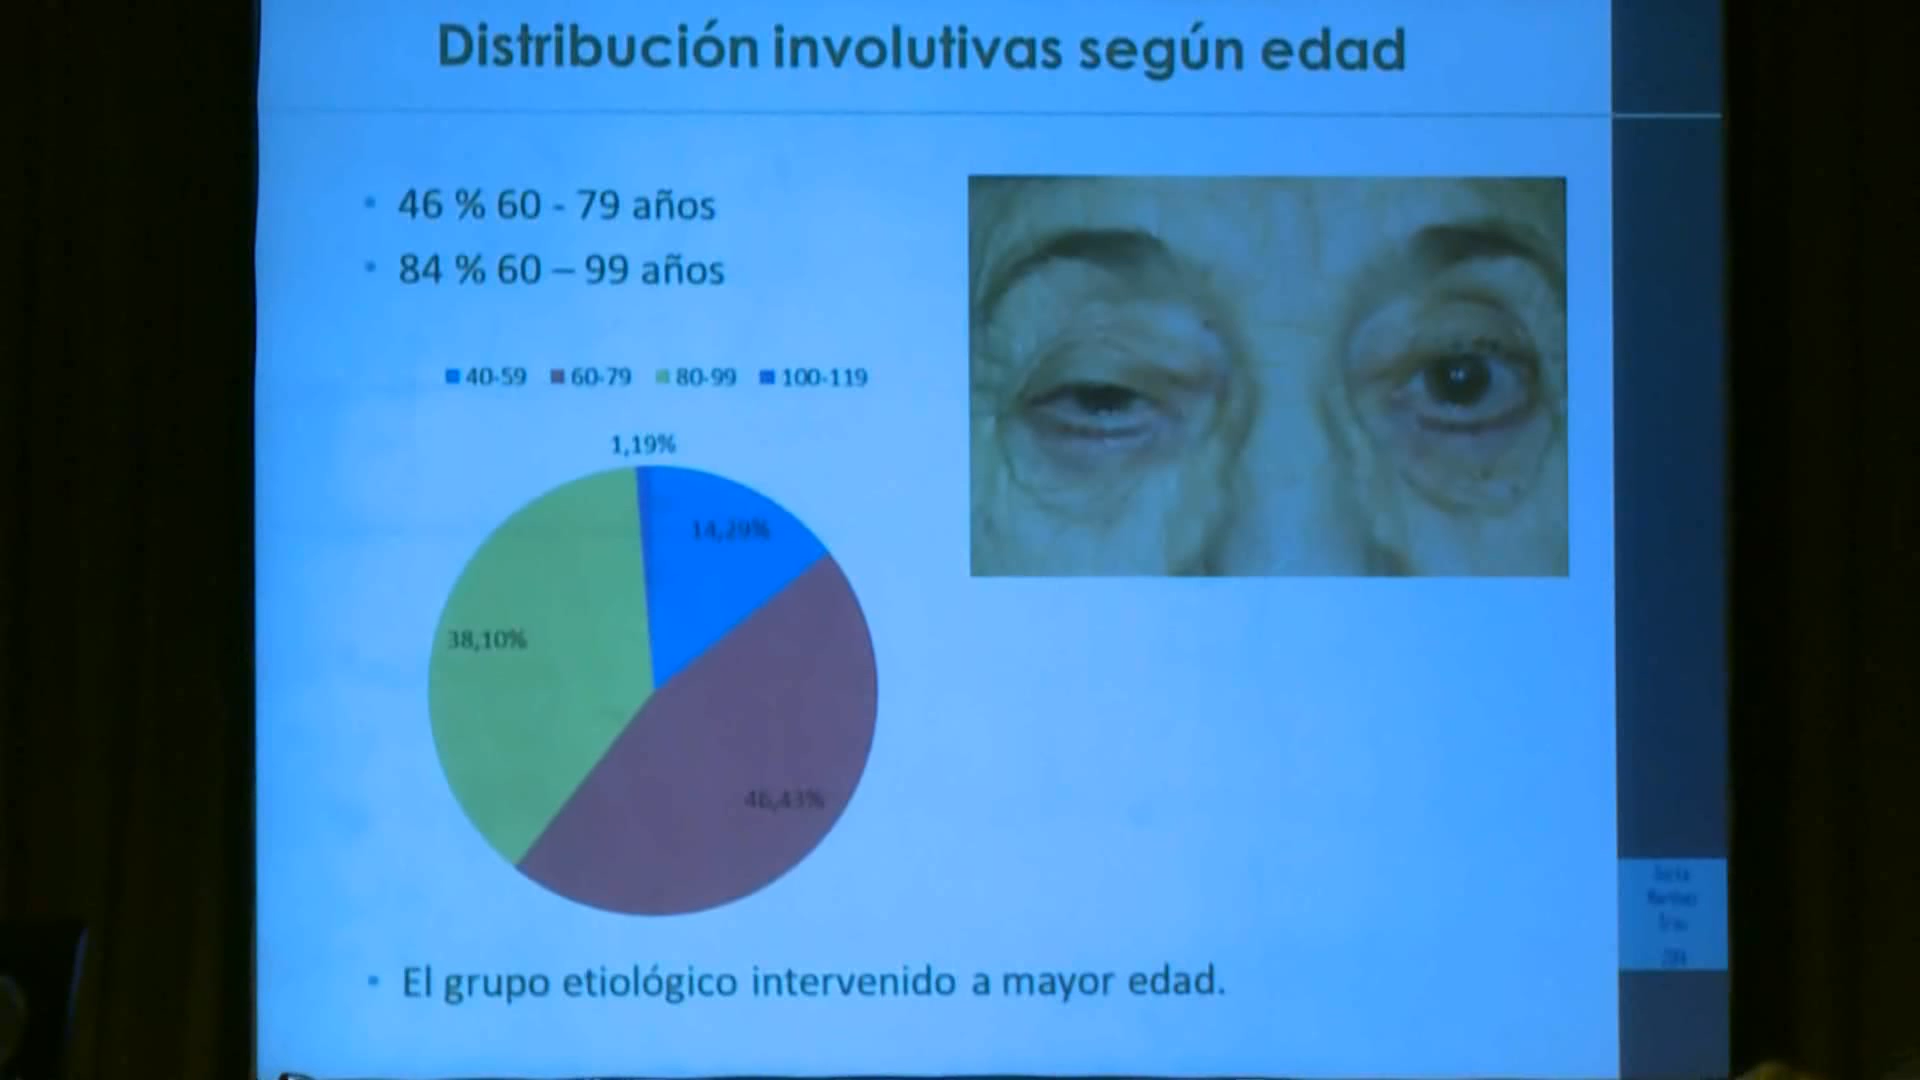 Distribución involutivas según edad
46 % 60 - 79 años
84 % 60 – 99 años
40-59 60-79 80-99 100-119
1,19%
14,29%
38,10%
46,43%
El grupo etiológico intervenido a mayor edad.